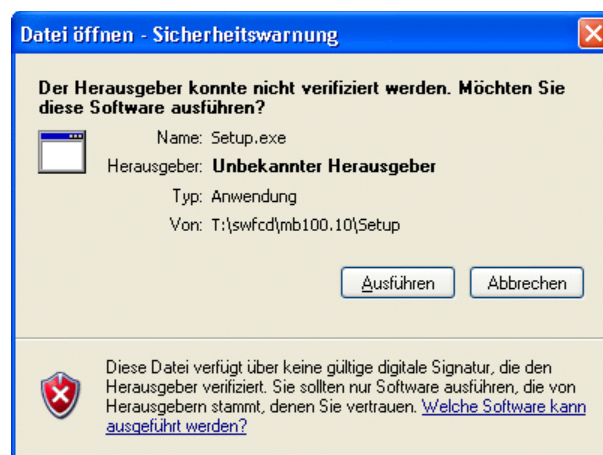 Datei öffnen - Sicherheitswarnung
Der Herausgeber konnte nicht verifiziert werden. Möchten Sie
diese Software ausführen?
Name: Setup.exe
Herausgeber: Unbekannter Herausgeber
Typ: Anwendung
Von: T:\swfcd\mb100.10\Setup
Ausführen Abbrechen
Diese Datei verfügt über keine gültige digitale Signatur, die den
Herausgeber verifiziert. Sie sollten nur Software ausführen, die von
Herausgebern stammt, denen Sie vertrauen. Welche Software kann
ausgeführt werden?